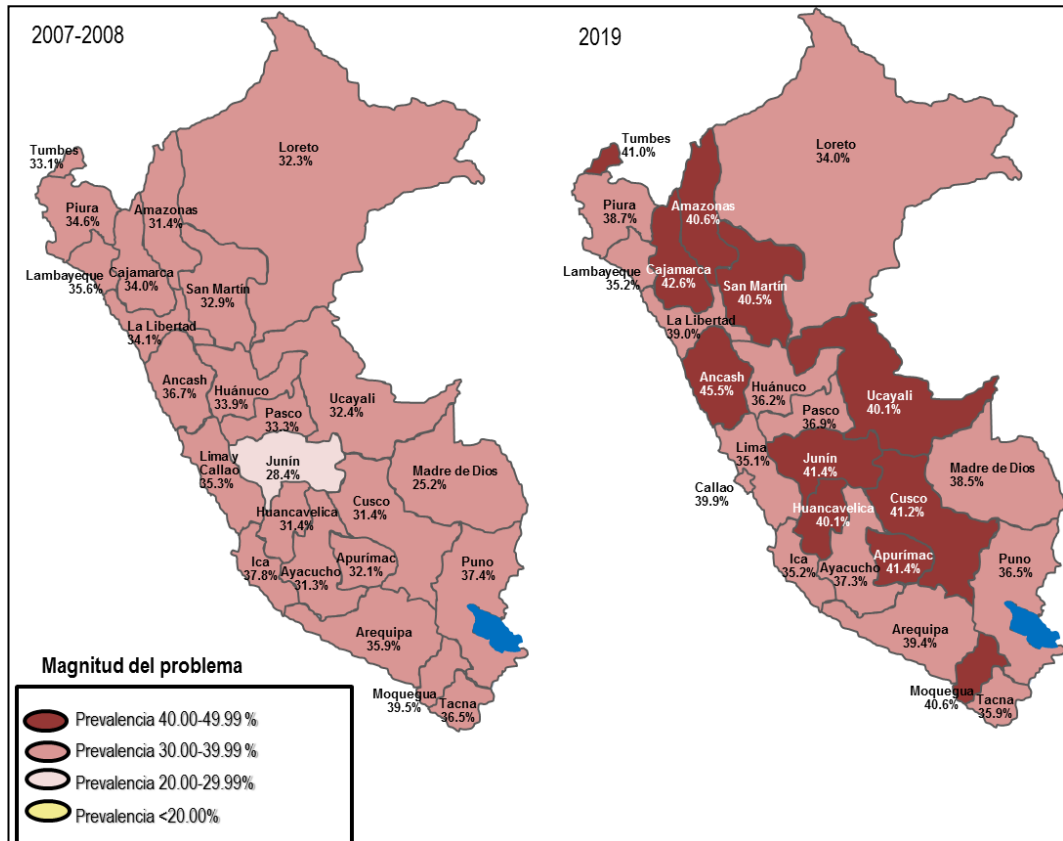 2007-2008
Loreto
32.3%
Tumbes
33.1%
Piura
34.6%
Amazonas
31.4%
Lambayeque
35.6%
Cajamarca
34.0%
San Martín
32.9%
La Libertad
34.1%
Ancash
36.7%
Huánuco
33.9%
Ucayali
32.4%
Pasco
33.3%
Lima y
Callao
35.3%
Junín
28.4%
Madre de Dios
25.2%
Cusco
31.4%
Huancavelica
31.4%
Ica
37.8%
Ayacucho
31.3%
Apurímac
32.1%
Puno
37.4%
Arequipa
35.9%
Moquegua
39.5%
Tacna
36.5%
Magnitud del problema
Prevalencia 40.00-49.99 %
Prevalencia 30.00-39.99 %
Prevalencia 20.00-29.99%
Prevalencia <20.00%
2019
Tumbes
41.0%
Loreto
34.0%
Piura
38.7%
Amazonas
40.6%
Lambayeque
35.2%
Cajamarca
42.6%
San Martín
40.5%
La Libertad
39.0%
Ancash
45.5%
Huánuco
36.2%
Ucayali
40.1%
Pasco
36.9%
Lima
35.1%
Junín
41.4%
Madre de Dios
38.5%
Callao
39.9%
Cusco
41.2%
Huancavelica
40.1%
Ica
35.2%
Ayacucho
37.3%
Apurímac
41.4%
Puno
36.5%
Arequipa
39.4%
Moquegua
40.6%
Tacna
35.9%